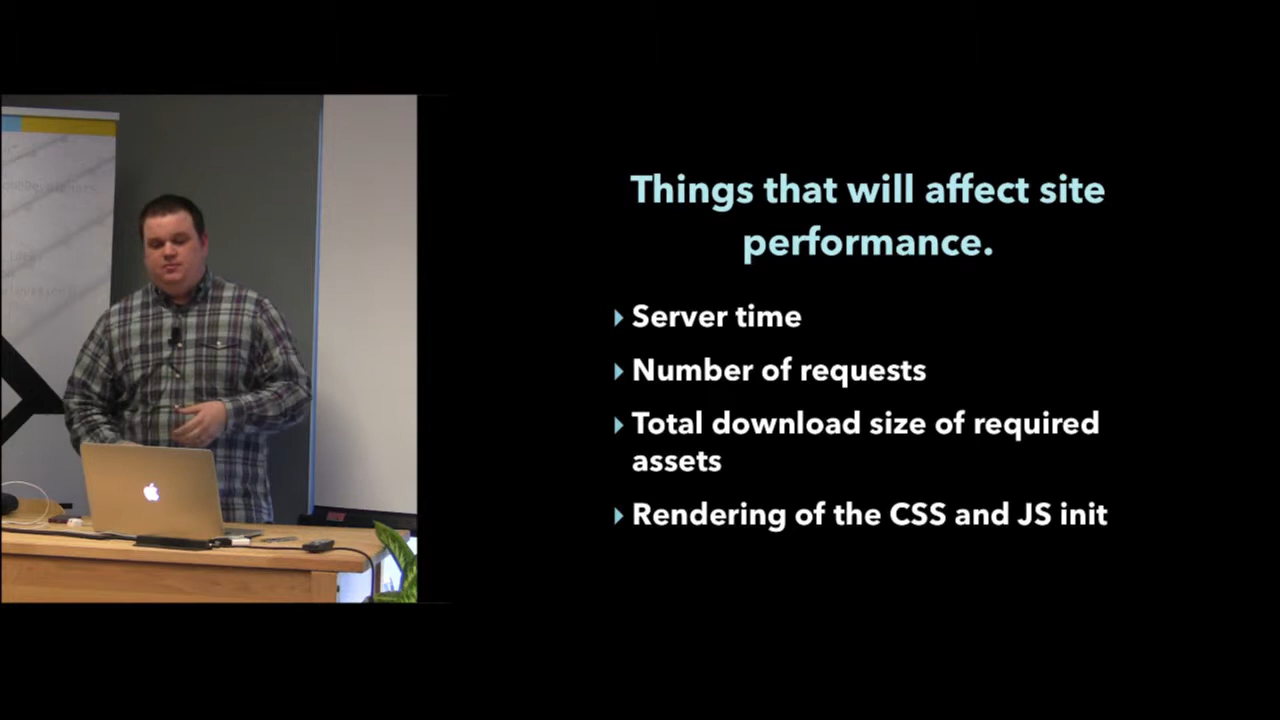 Things that will affect site
performance.
Server time
Number of requests
Total download size of required
assets
Rendering of the CSS and JS init